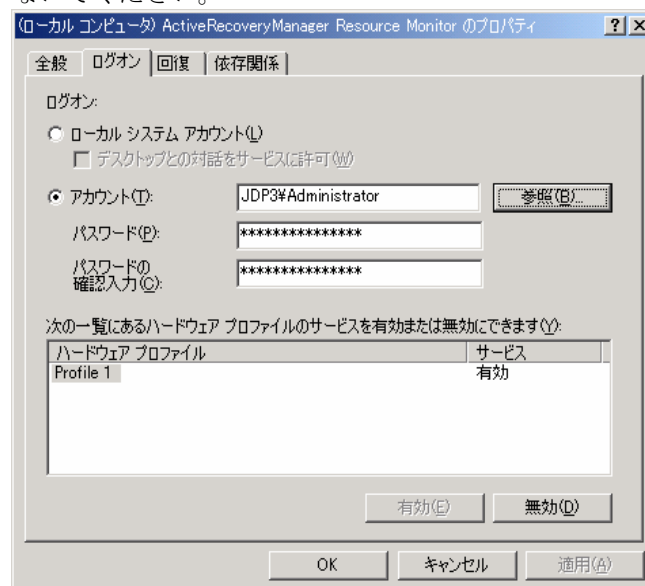 ないでください。
(ローカル コンピュータ) ActiveRecoveryManager Resource Monitor のプロパティ
全般 ログオン 回復 依存関係
ログオン:
ローカル システム アカウント(L)
デスクトップとの対話をサービスに許可(W)
アカウント(T): JDP3¥Administrator 参照(B)...
パスワード(P): ***************
パスワードの
確認入力(C): ***************
次の一覧にあるハードウェア プロファイルのサービスを有効または無効にできます(Y):
ハードウェア プロファイル サービス
Profile 1 有効
有効(E) 無効(D)
OK キャンセル 適用(A)